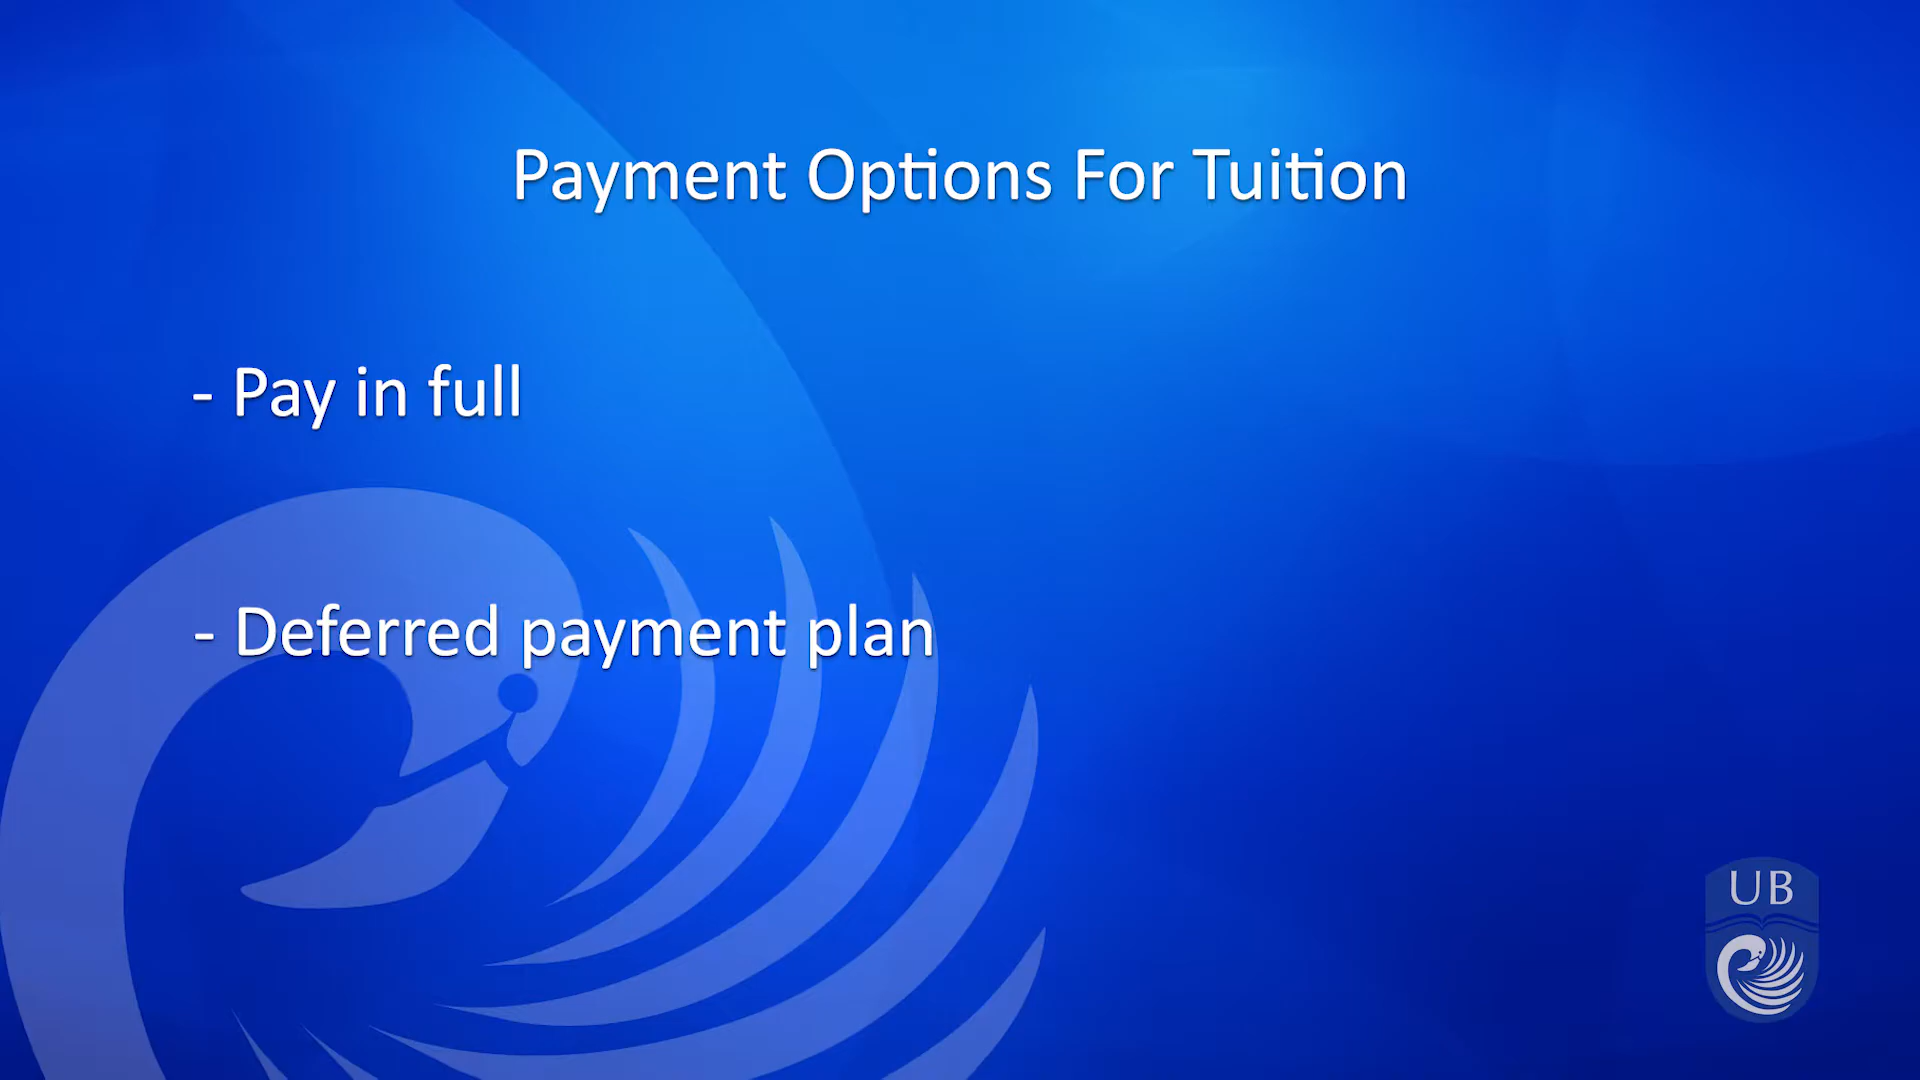 Payment Options For Tuition
- Pay in full
- Deferred payment plan
UB